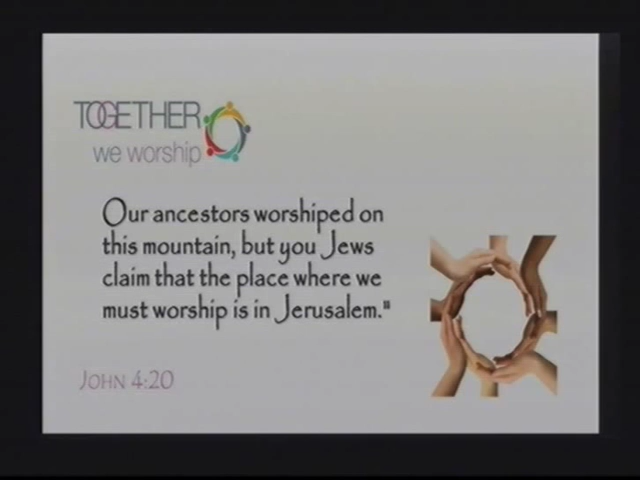 TOGETHER
we worship
Our ancestors worshiped on
this mountain, but you Jews
claim that the place where we
must worship is in Jerusalem."
John 4:20